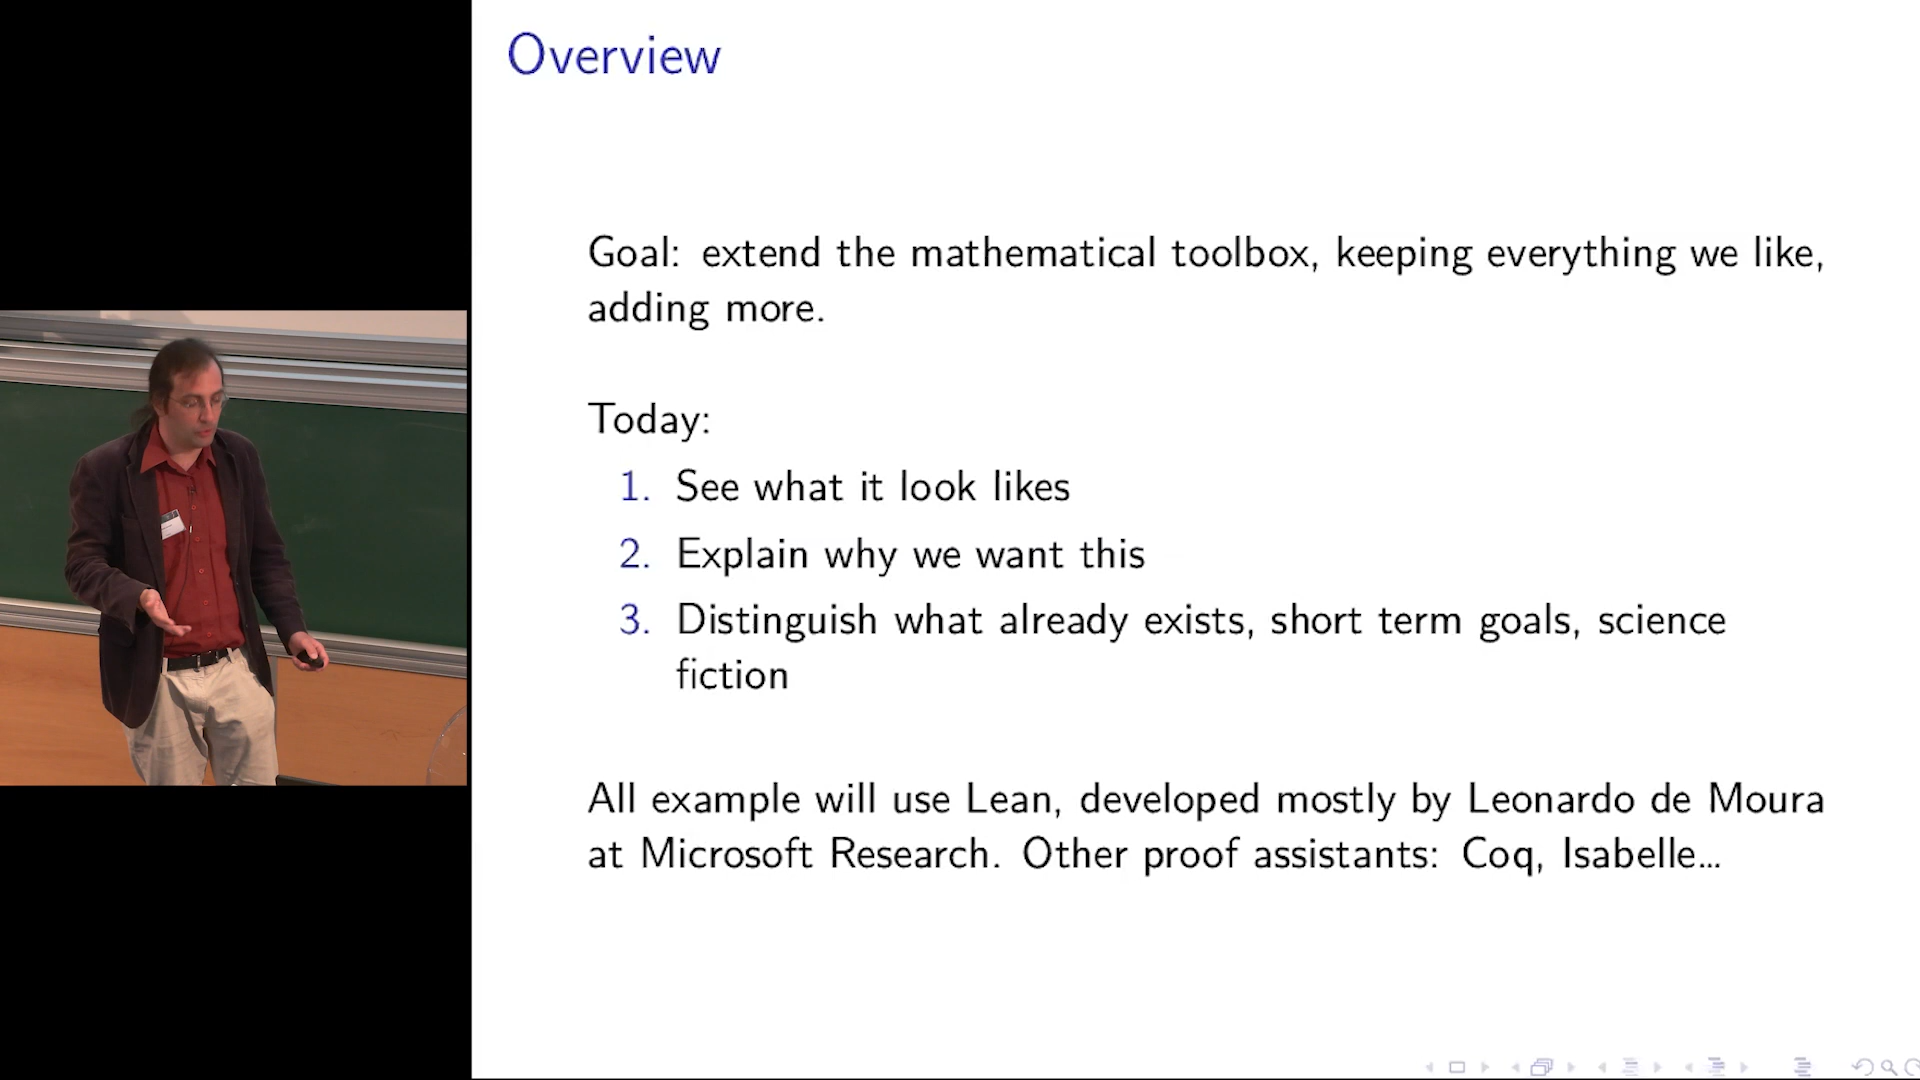 Overview
Goal: extend the mathematical toolbox, keeping everything we like,
adding more.
Today:
1. See what it look likes
2. Explain why we want this
3. Distinguish what already exists, short term goals, science
fiction
All example will use Lean, developed mostly by Leonardo de Moura
at Microsoft Research. Other proof assistants: Coq, Isabelle…